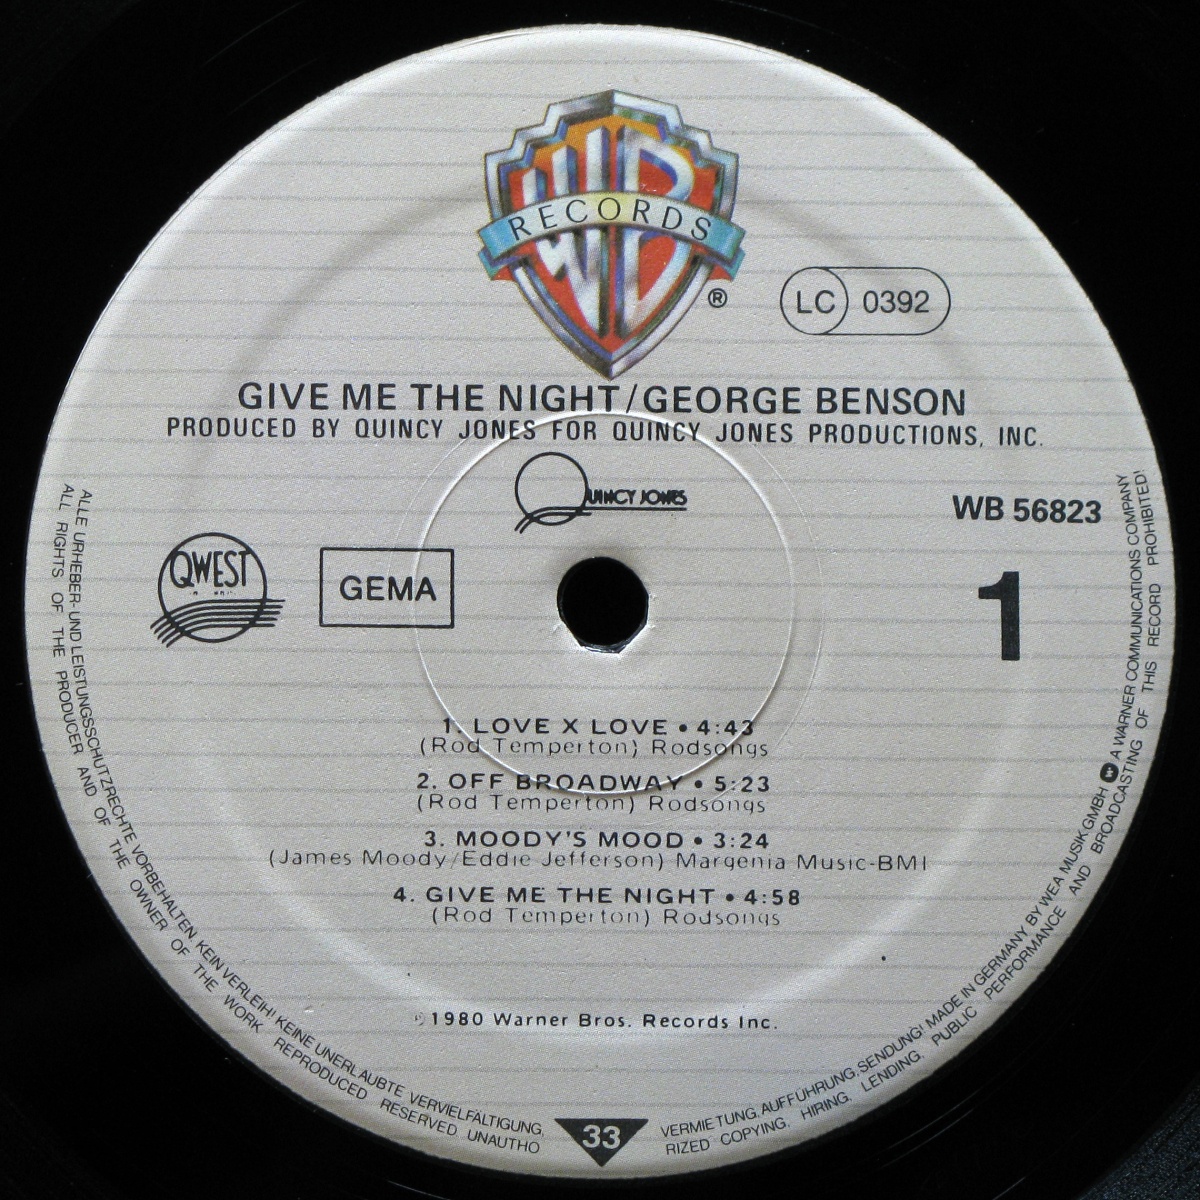 WB
RECORDS
®
LC 0392
GIVE ME THE NIGHT/GEORGE BENSON
PRODUCED BY QUINCY JONES FOR QUINCY JONES PRODUCTIONS, INC.
QUINCY JONES
WB 56823
QWEST
GEMA
1
1. LOVE X LOVE • 4:43
(Rod Temperton) Rodsongs
2. OFF BROADWAY • 5:23
(Rod Temperton) Rodsongs
3. MOODY'S MOOD • 3:24
(James Moody/Eddie Jefferson) Margenia Music-BMI
4. GIVE ME THE NIGHT • 4:58
(Rod Temperton) Rodsongs
1980 Warner Bros. Records Inc.
33
ALLE URHEBER- UND LEISTUNGSSCHUTZRECHTE VORBEHALTEN. KEIN VERLEIH! KEINE UNERLAUBTE VERVIELFÄLTIGUNG, VERMIETUNG, AUFFÜHRUNG, SENDUNG! MADE IN GERMANY BY WEA MUSIK GMBH A WARNER COMMUNICATIONS COMPANY
ALL RIGHTS OF THE PRODUCER AND OF THE OWNER OF THE WORK REPRODUCED RESERVED UNAUTHORIZED COPYING, HIRING, LENDING, PUBLIC PERFORMANCE AND BROADCASTING OF THIS RECORD PROHIBITED!